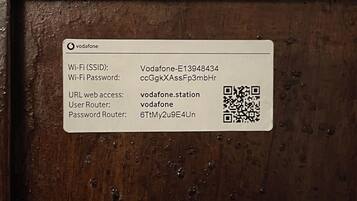 vodafone
Wi-Fi (SSID): Vodafone-E13948434
Wi-Fi Password: ccGgkXAssFp3mbHr
URL web access: vodafone.station
User Router: vodafone
Password Router: 6TtMy2u9E4Un